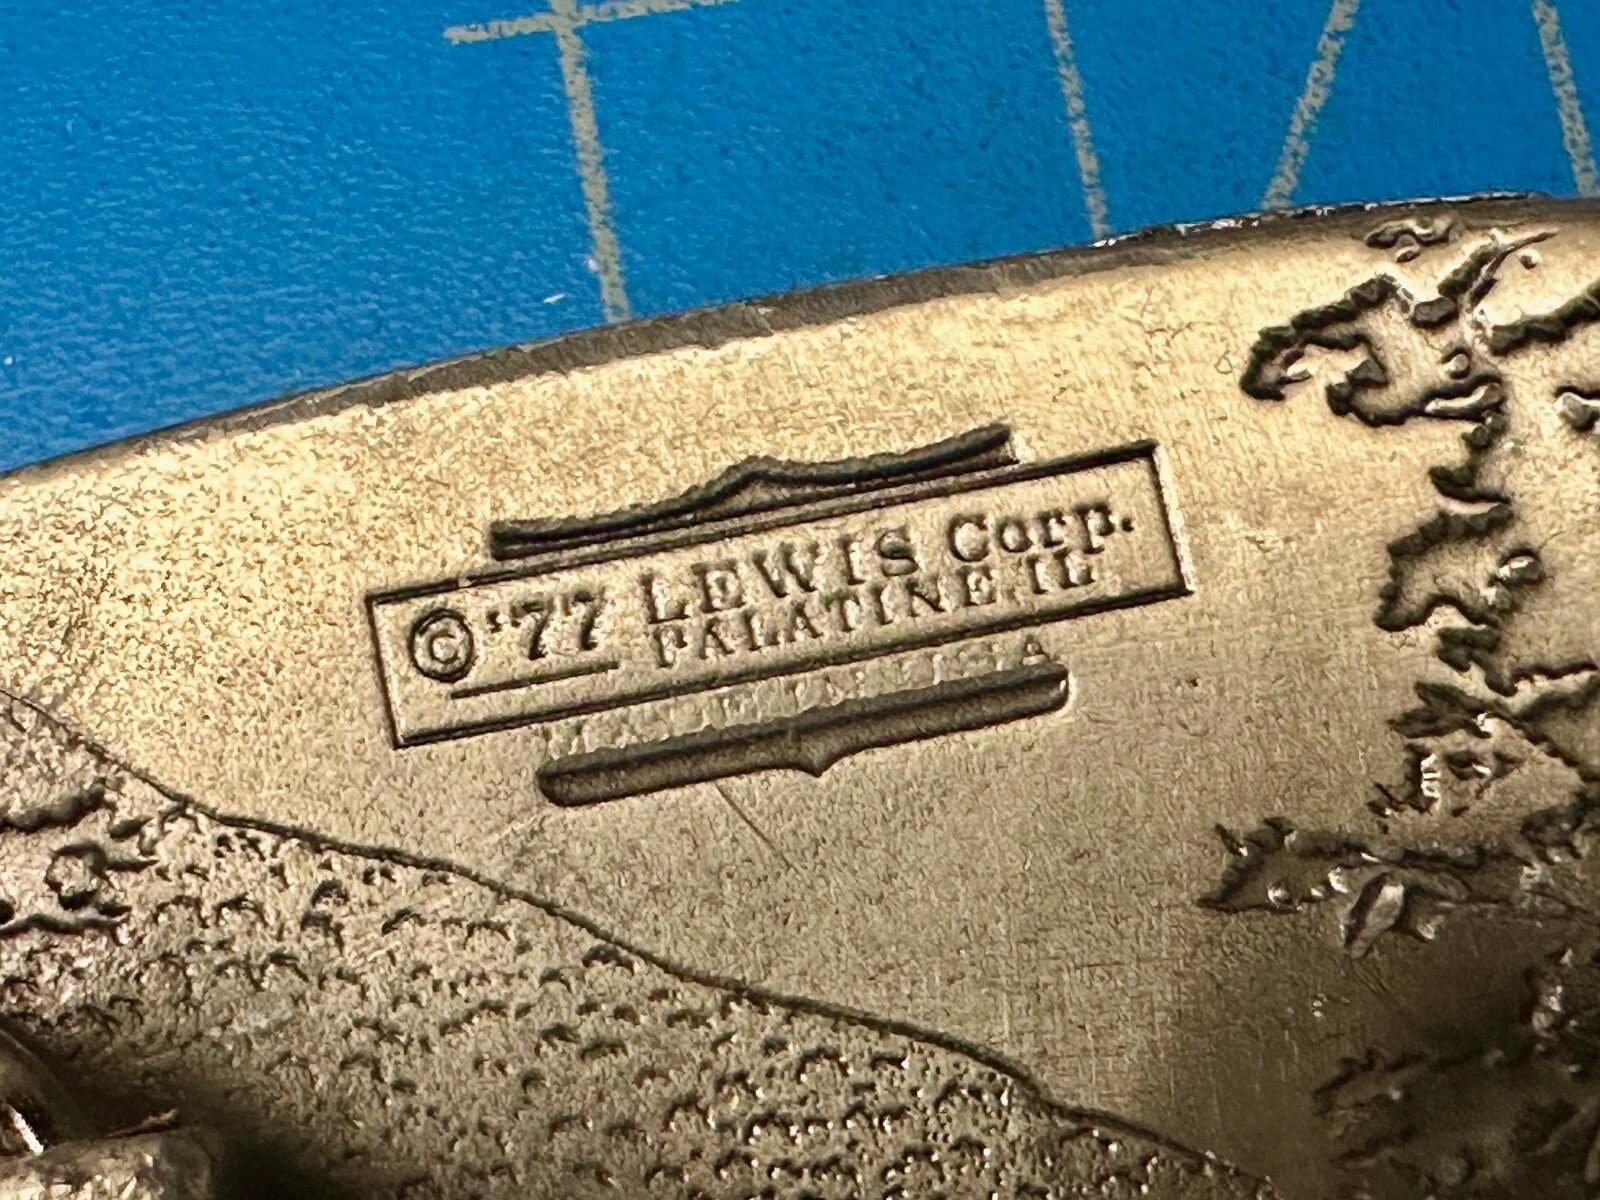 © '77 LEWIS Corp.
PALATINE, IL